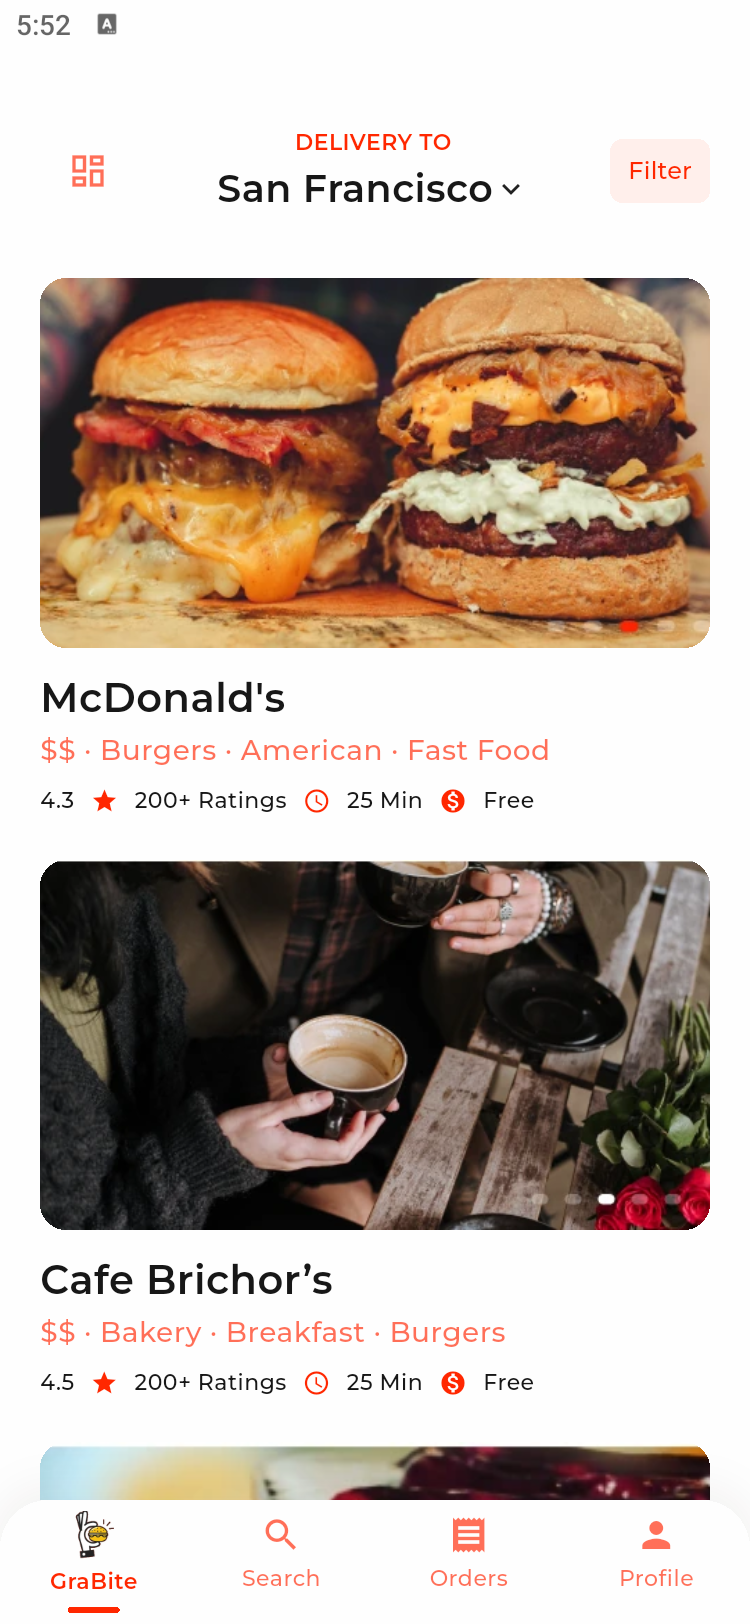 5:52
DELIVERY TO
San Francisco
Filter
McDonald's
$$ · Burgers · American · Fast Food
4.3 200+ Ratings 25 Min Free
Cafe Brichor’s
$$ · Bakery · Breakfast · Burgers
4.5 200+ Ratings 25 Min Free
GraBite Search Orders Profile